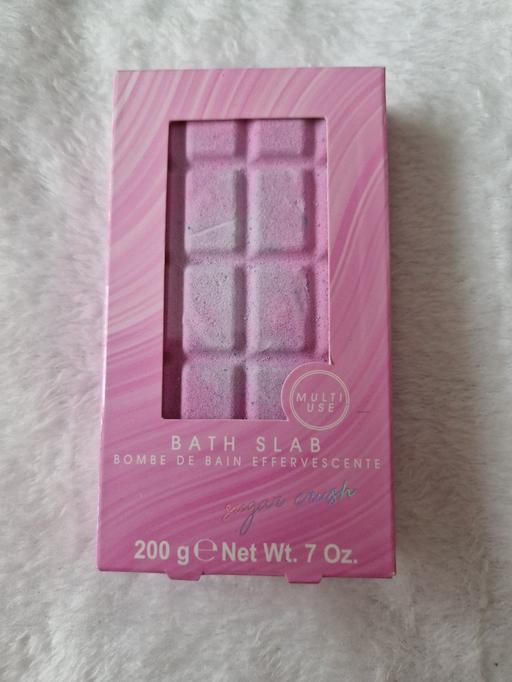 MULTI
USE
BATH SLAB
BOMBE DE BAIN EFFERVESCENTE
sugar crush
200 g ℮ Net Wt. 7 Oz.